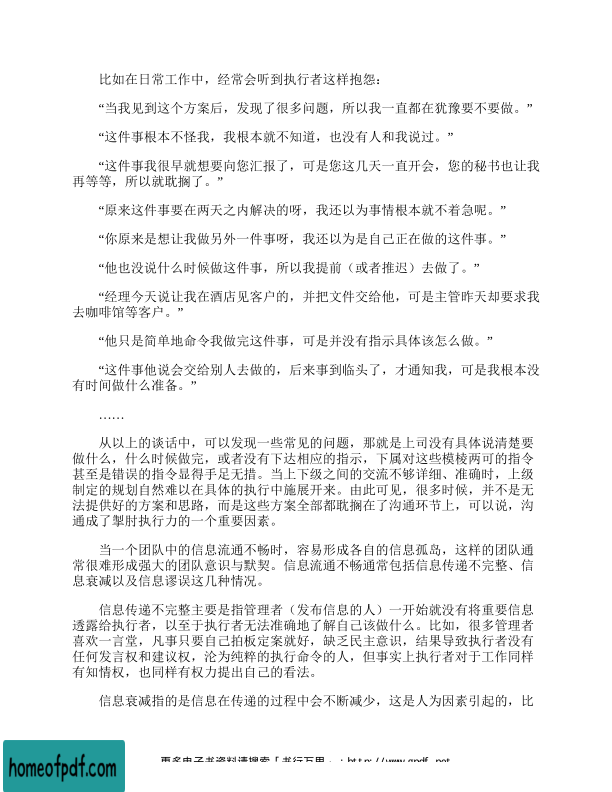 比如在日常工作中，经常会听到执行者这样抱怨：
“当我见到这个方案后，发现了很多问题，所以我一直都在犹豫要不要做。”
“这件事根本不怪我，我根本就不知道，也没有人和我说过。”
“这件事我很早就想要向您汇报了，可是您这几天一直开会，您的秘书也让我
再等等，所以就耽搁了。”
“原来这件事要在两天之内解决的呀，我还以为事情根本就不着急呢。”
“你原来是想让我做另外一件事呀，我还以为是自己正在做的这件事。”
“他也没说什么时候做这件事，所以我提前（或者推迟）去做了。”
“经理今天说让我在酒店见客户的，并把文件交给他，可是主管昨天却要求我
去咖啡馆等客户。”
“他只是简单地命令我做完这件事，可是并没有指示具体该怎么做。”
“这件事他说会交给别人去做的，后来事到临头了，才通知我，可是我根本没
有时间做什么准备。”
……
从以上的谈话中，可以发现一些常见的问题，那就是上司没有具体说清楚要
做什么，什么时候做完，或者没有下达相应的指示，下属对这些模棱两可的指令
甚至是错误的指令显得手足无措。当上下级之间的交流不够详细、准确时，上级
制定的规划自然难以在具体的执行中施展开来。由此可见，很多时候，并不是无
法提供好的方案和思路，而是这些方案全部都耽搁在了沟通环节上，可以说，沟
通成了掣肘执行力的一个重要因素。
当一个团队中的信息流通不畅时，容易形成各自的信息孤岛，这样的团队通
常很难形成强大的团队意识与默契。信息流通不畅通常包括信息传递不完整、信
息衰减以及信息谬误这几种情况。
信息传递不完整主要是指管理者（发布信息的人）一开始就没有将重要信息
透露给执行者，以至于执行者无法准确地了解自己该做什么。比如，很多管理者
喜欢一言堂，凡事只要自己拍板定案就好，缺乏民主意识，结果导致执行者没有
任何发言权和建议权，沦为纯粹的执行命令的人，但事实上执行者对于工作同样
有知情权，也同样有权力提出自己的看法。
信息衰减指的是信息在传递的过程中会不断减少，这是人为因素引起的，比
更多电子书资料请搜索「书行万里」：http://www.gpdf.net
homeofpdf.com